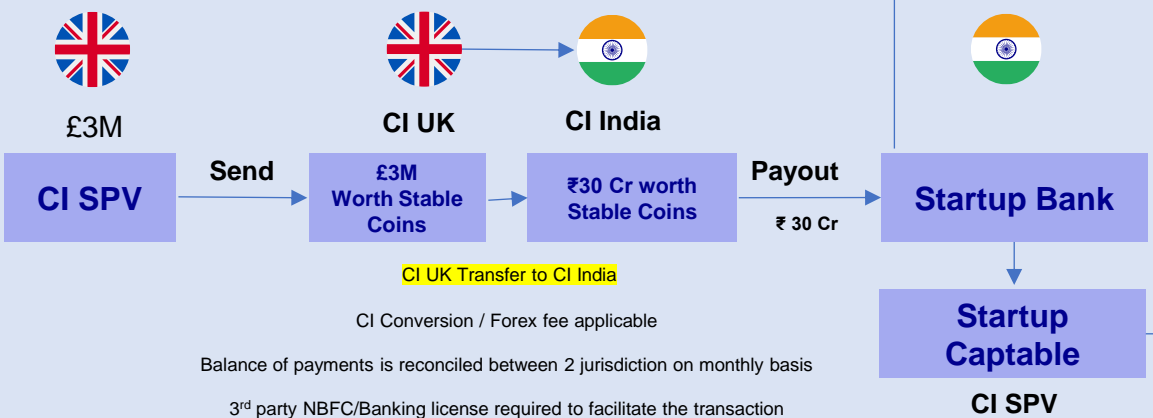 £3M
CI UK
CI India
CI SPV
Send
£3M
Worth Stable
Coins
₹30 Cr worth
Stable Coins
Payout
₹ 30 Cr
Startup Bank
CI UK Transfer to CI India
CI Conversion / Forex fee applicable
Balance of payments is reconciled between 2 jurisdiction on monthly basis
3rd party NBFC/Banking license required to facilitate the transaction
Startup
Captable
CI SPV